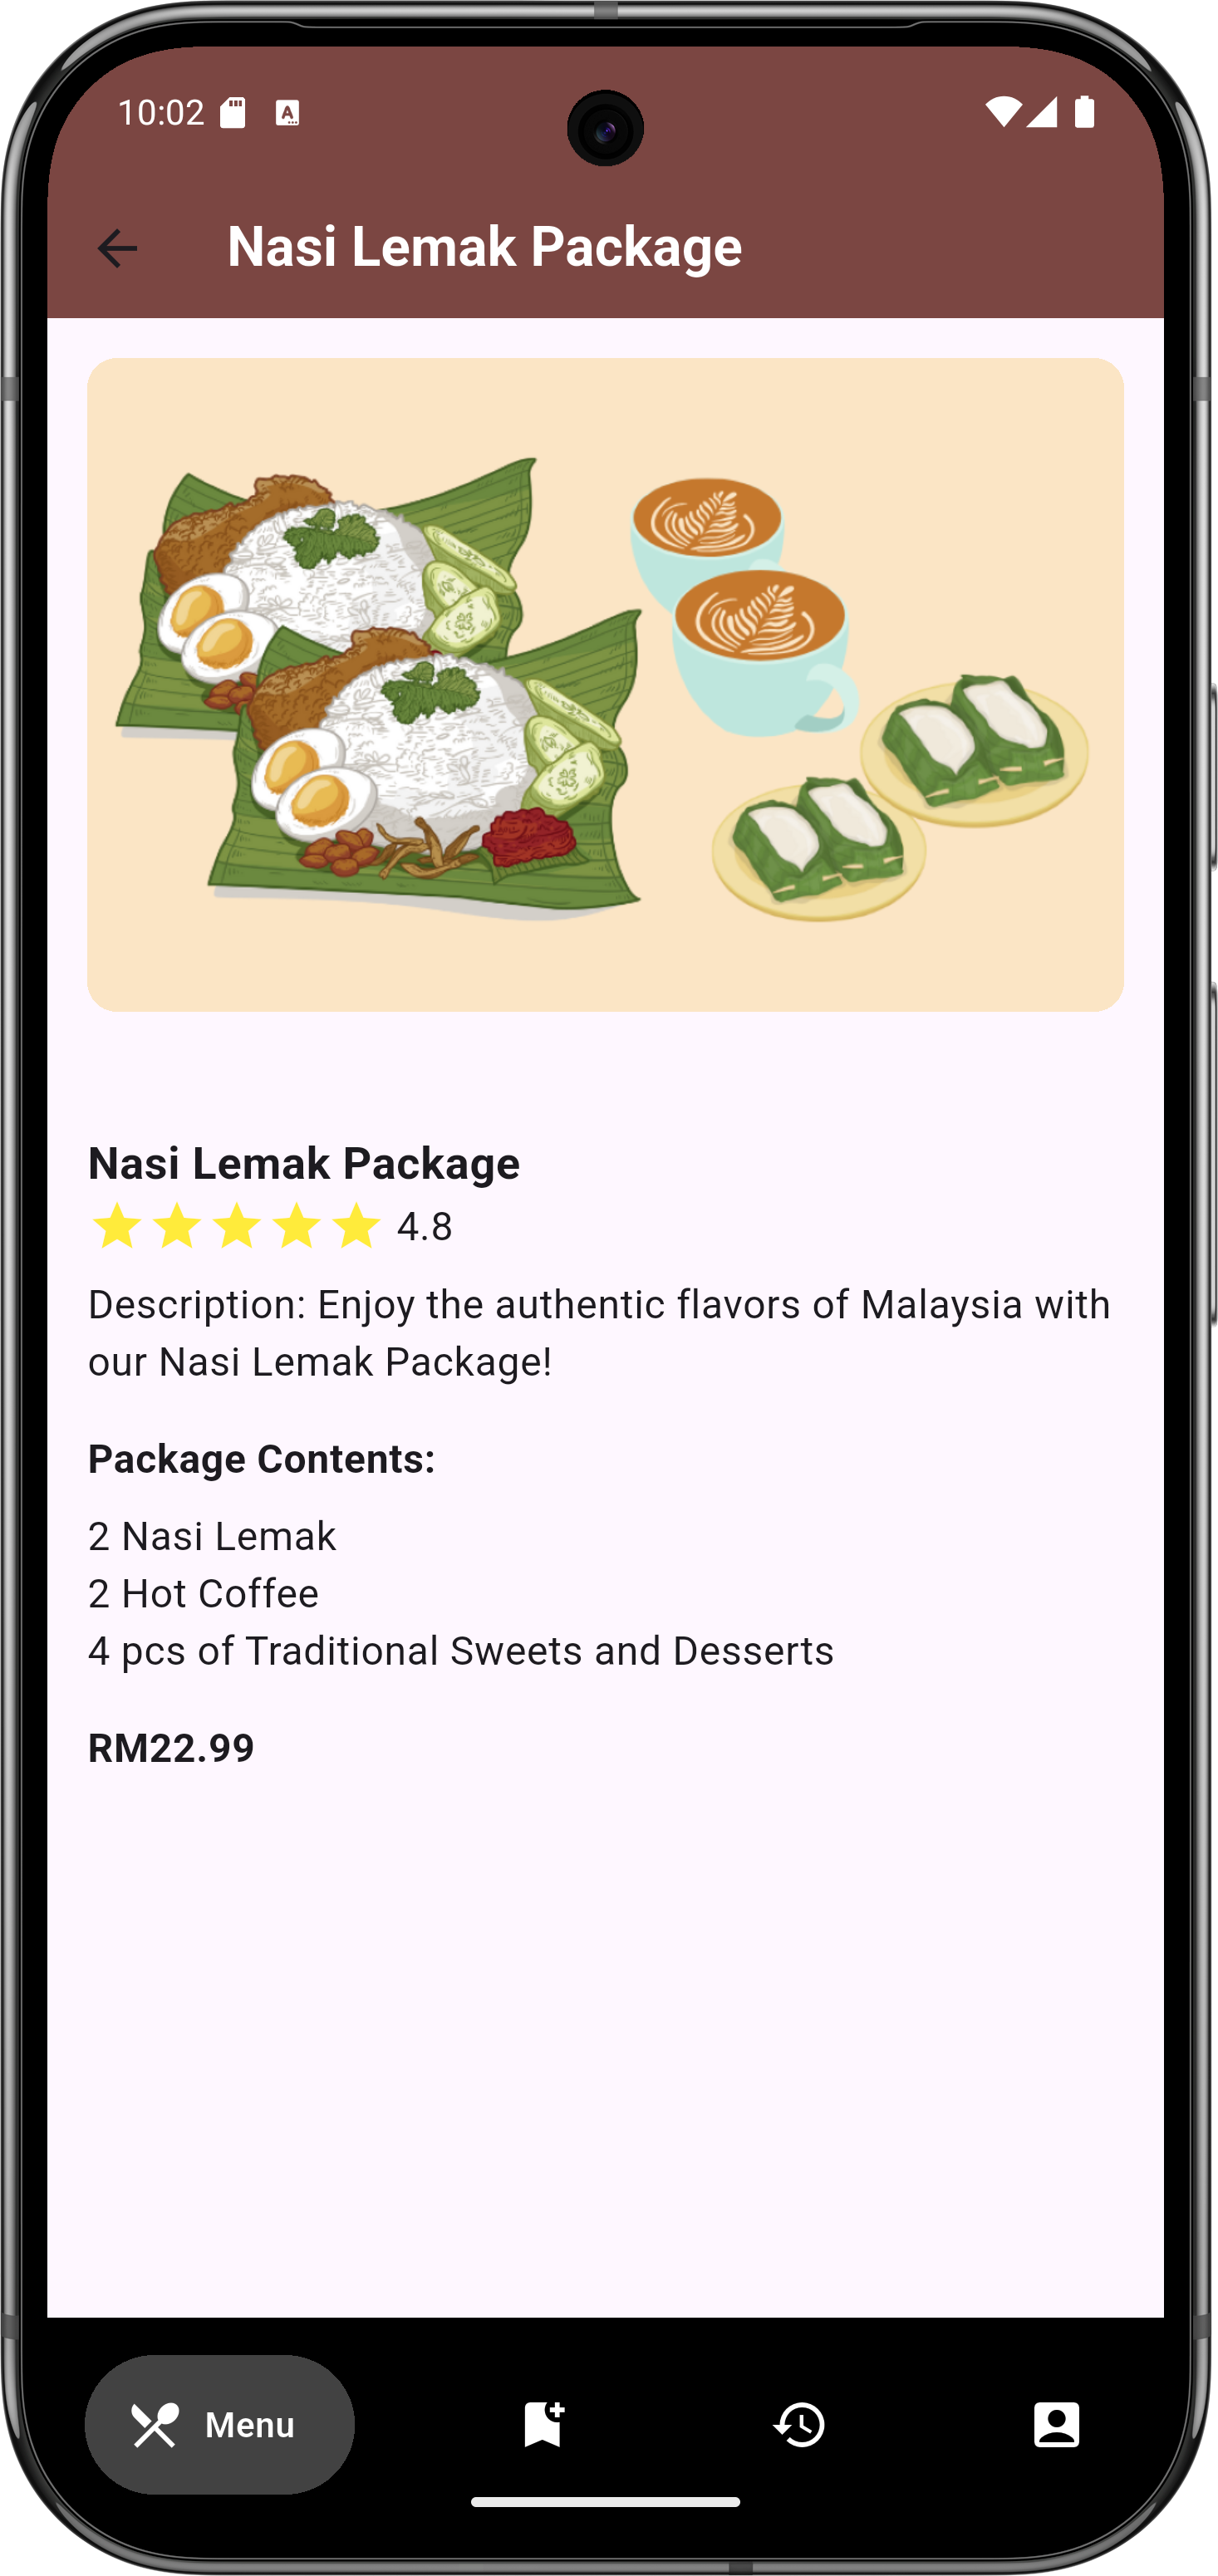 10:02
Nasi Lemak Package
Nasi Lemak Package
4.8
Description: Enjoy the authentic flavors of Malaysia with
our Nasi Lemak Package!
Package Contents:
2 Nasi Lemak
2 Hot Coffee
4 pcs of Traditional Sweets and Desserts
RM22.99
Menu